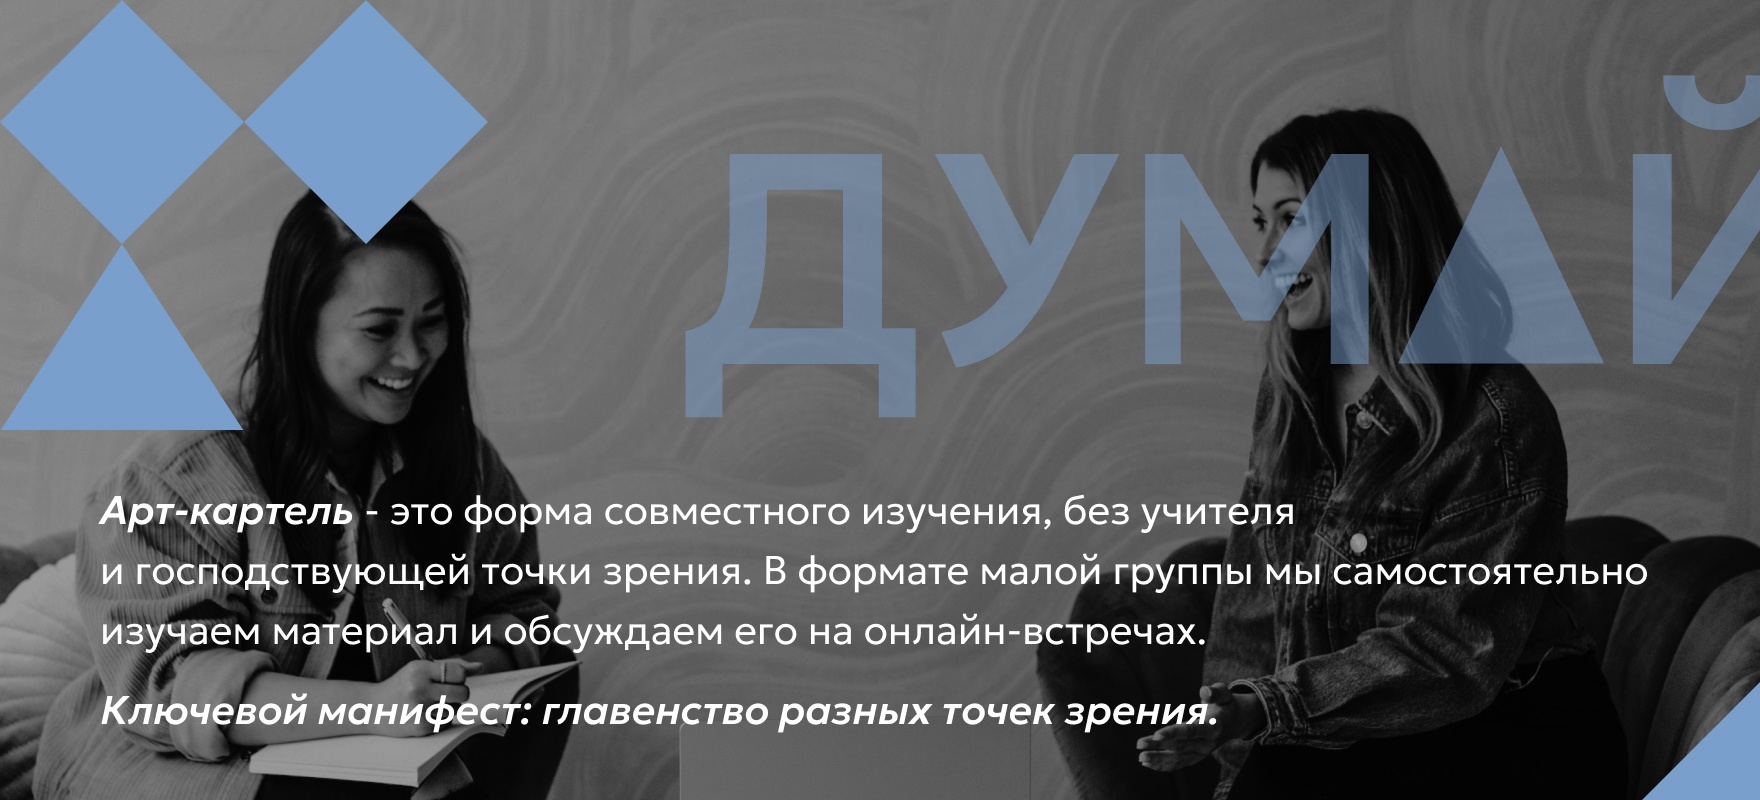 ДУМАЙ
Арт-картель - это форма совместного изучения, без учителя
и господствующей точки зрения. В формате малой группы мы самостоятельно
изучаем материал и обсуждаем его на онлайн-встречах.
Ключевой манифест: главенство разных точек зрения.